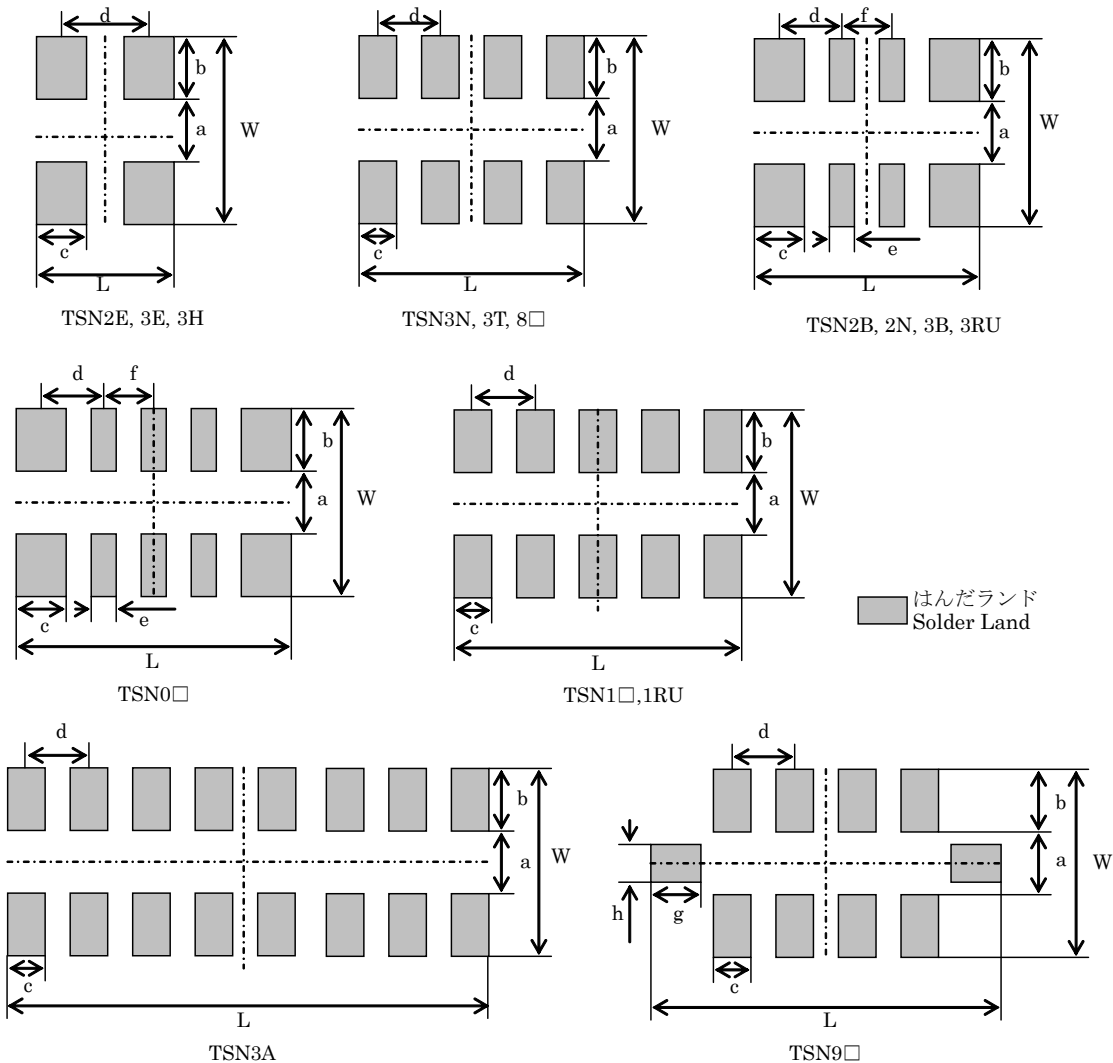 d
b
a
W
c
L
TSN2E, 3E, 3H
d
b
a
W
c
L
TSN3N, 3T, 8□
d
f
b
a
W
c
e
L
TSN2B, 2N, 3B, 3RU
d
f
b
a
W
c
e
L
TSN0□
d
b
a
W
c
L
TSN1□,1RU
はんだランド
Solder Land
d
b
a
W
c
L
TSN3A
d
b
a
W
h
g
c
L
TSN9□